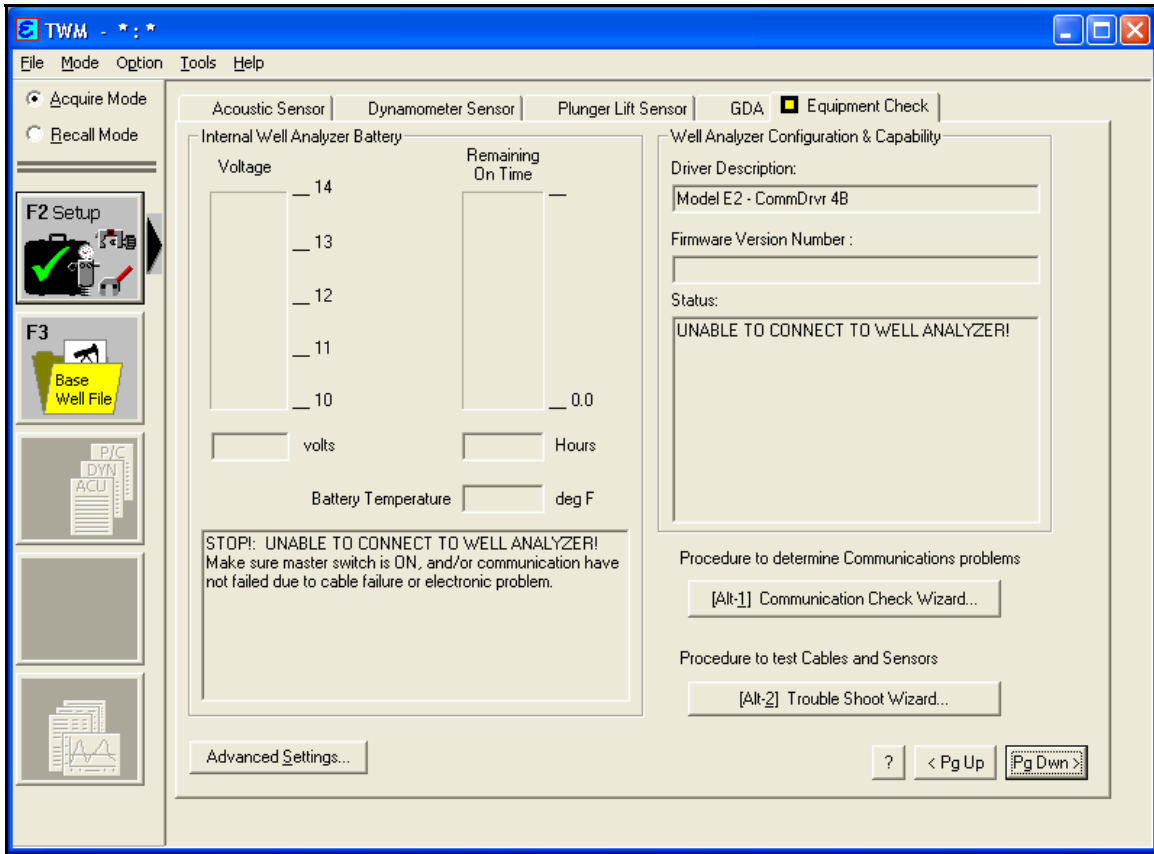 TWM - *:*
File Mode Option Tools Help
Acquire Mode
Recall Mode
F2 Setup
F3
Base
Well File
P/C
DYN
ACU
Acoustic Sensor
Dynamometer Sensor
Plunger Lift Sensor
GDA
Equipment Check
Internal Well Analyzer Battery
Voltage
14
13
12
11
10
volts
Remaining
On Time
0.0
Hours
Battery Temperature
deg F
STOP!: UNABLE TO CONNECT TO WELL ANALYZER!
Make sure master switch is ON, and/or communication have
not failed due to cable failure or electronic problem.
Advanced Settings...
Well Analyzer Configuration & Capability
Driver Description:
Model E2 - CommDrvr 4B
Firmware Version Number :
Status:
UNABLE TO CONNECT TO WELL ANALYZER!
Procedure to determine Communications problems
[Alt-1] Communication Check Wizard...
Procedure to test Cables and Sensors
[Alt-2] Trouble Shoot Wizard...
?
< Pg Up
Pg Dwn >